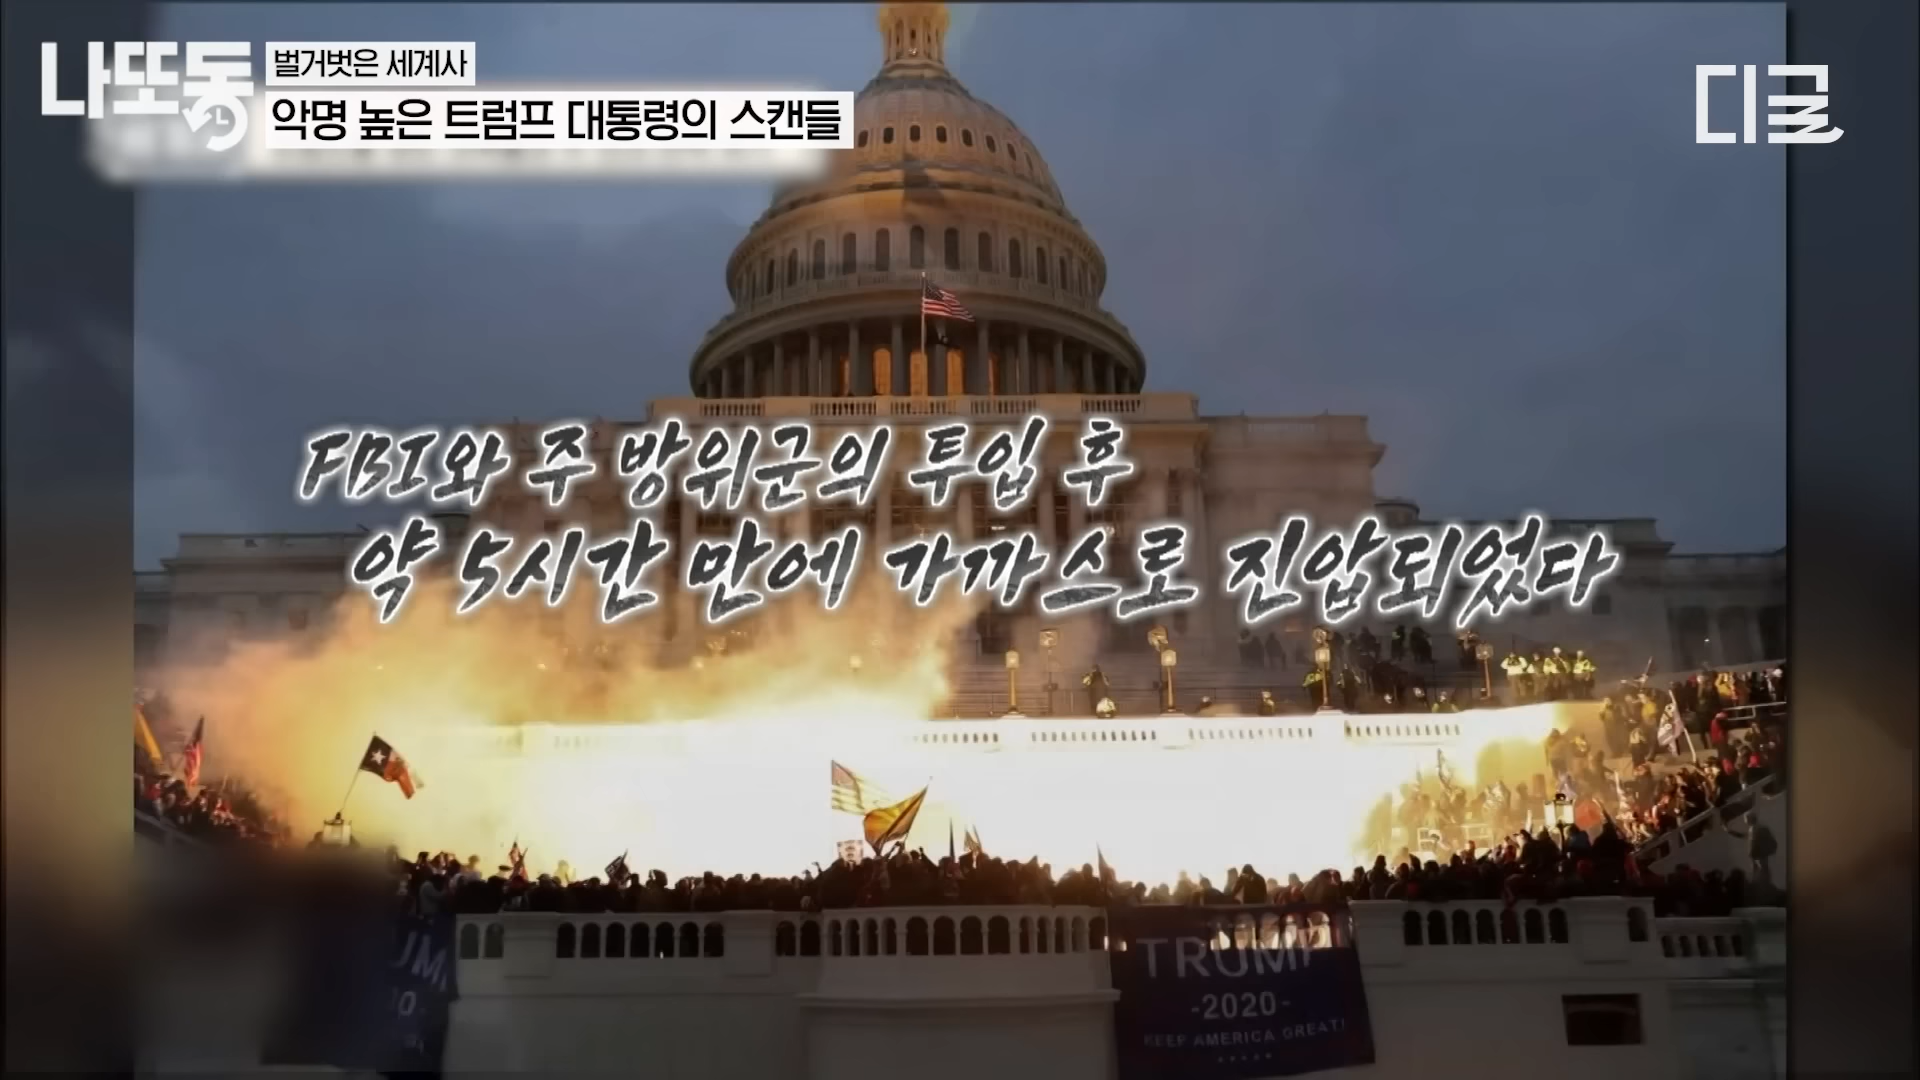 나또동
벌거벗은 세계사
악명 높은 트럼프 대통령의 스캔들
디글
FBI와 주 방위군의 투입 후
약 5시간 만에 가까스로 진압되었다
TRUMP
-2020-
KEEP AMERICA GREAT!